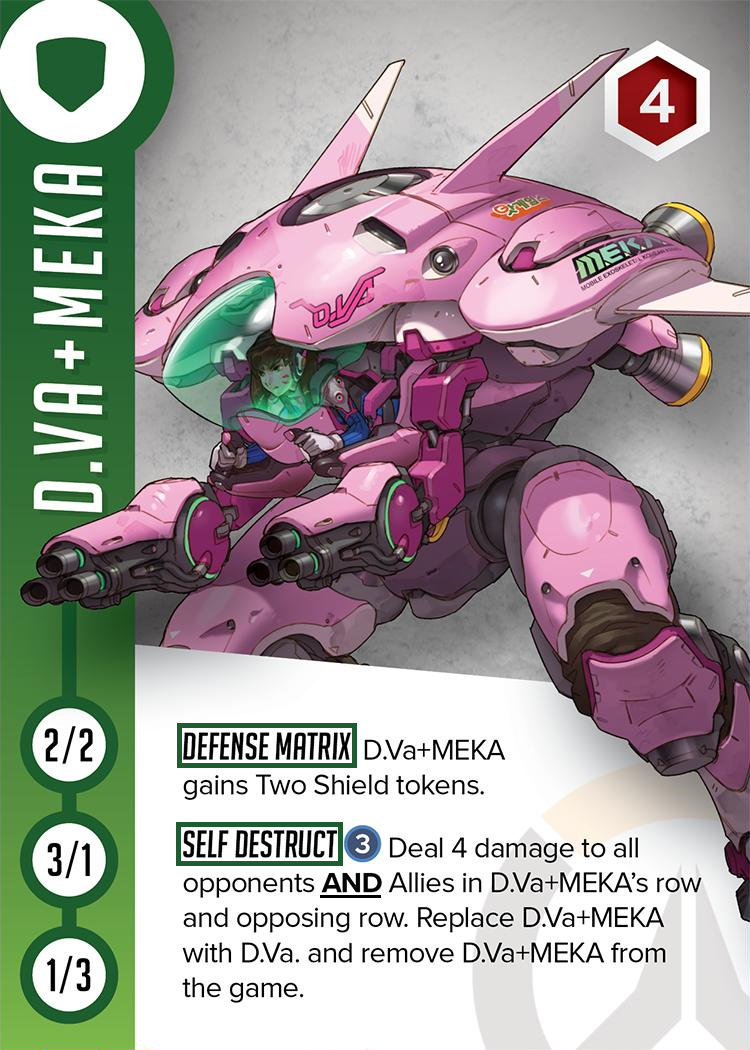 4
D.VA+MEKA
MEK
D.VA
2/2
3/1
1/3
DEFENSE MATRIX D.Va+MEKA
gains Two Shield tokens.
SELF DESTRUCT 3 Deal 4 damage to all
opponents AND Allies in D.Va+MEKA’s row
and opposing row. Replace D.Va+MEKA
with D.Va. and remove D.Va+MEKA from
the game.